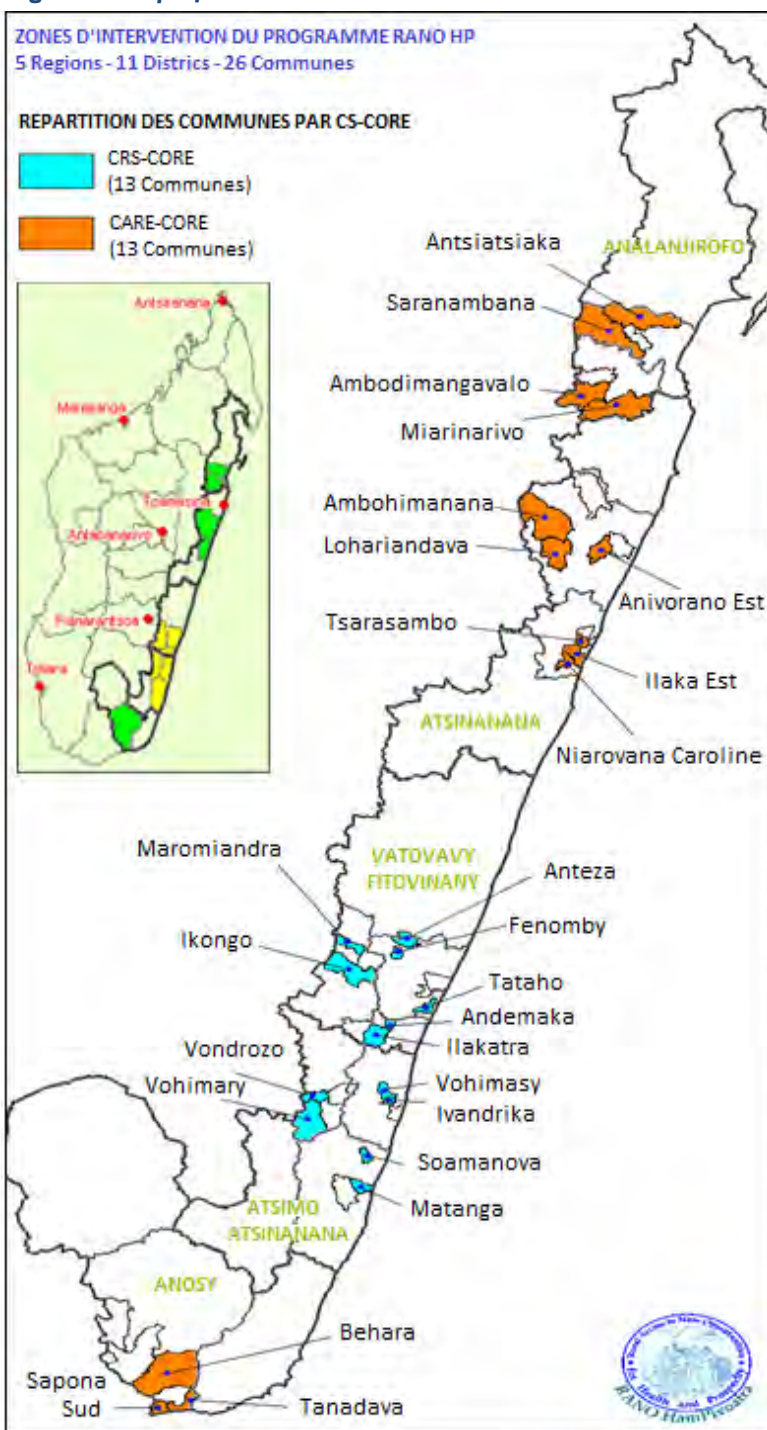 ZONES D'INTERVENTION DU PROGRAMME RANO HP
5 Regions - 11 Districs - 26 Communes
REPARTITION DES COMMUNES PAR CS-CORE
CRS-CORE
(13 Communes)
CARE-CORE
(13 Communes)
Antsiranana
Toamasina
Antananarivo
Fianarantsoa
Toliara
Antsiatsiaka
ANALANJIROFO
Saranambana
Ambodimangavalo
Miarinarivo
Ambohimanana
Lohariandava
Anivorano Est
Tsarasambo
Ilaka Est
ATSINANANA
Niarovana Caroline
Maromiandra
VATOVAVY
FITOVINANY
Anteza
Ikongo
Fenomby
Tataho
Andemaka
Ilakatra
Vondrozo
Vohimary
Vohimasy
Ivandrika
Soamanova
Matanga
ATSIMO
ATSINANANA
ANOSY
Behara
Sapona
Sud
Tanadava
RANO HamPivoatra